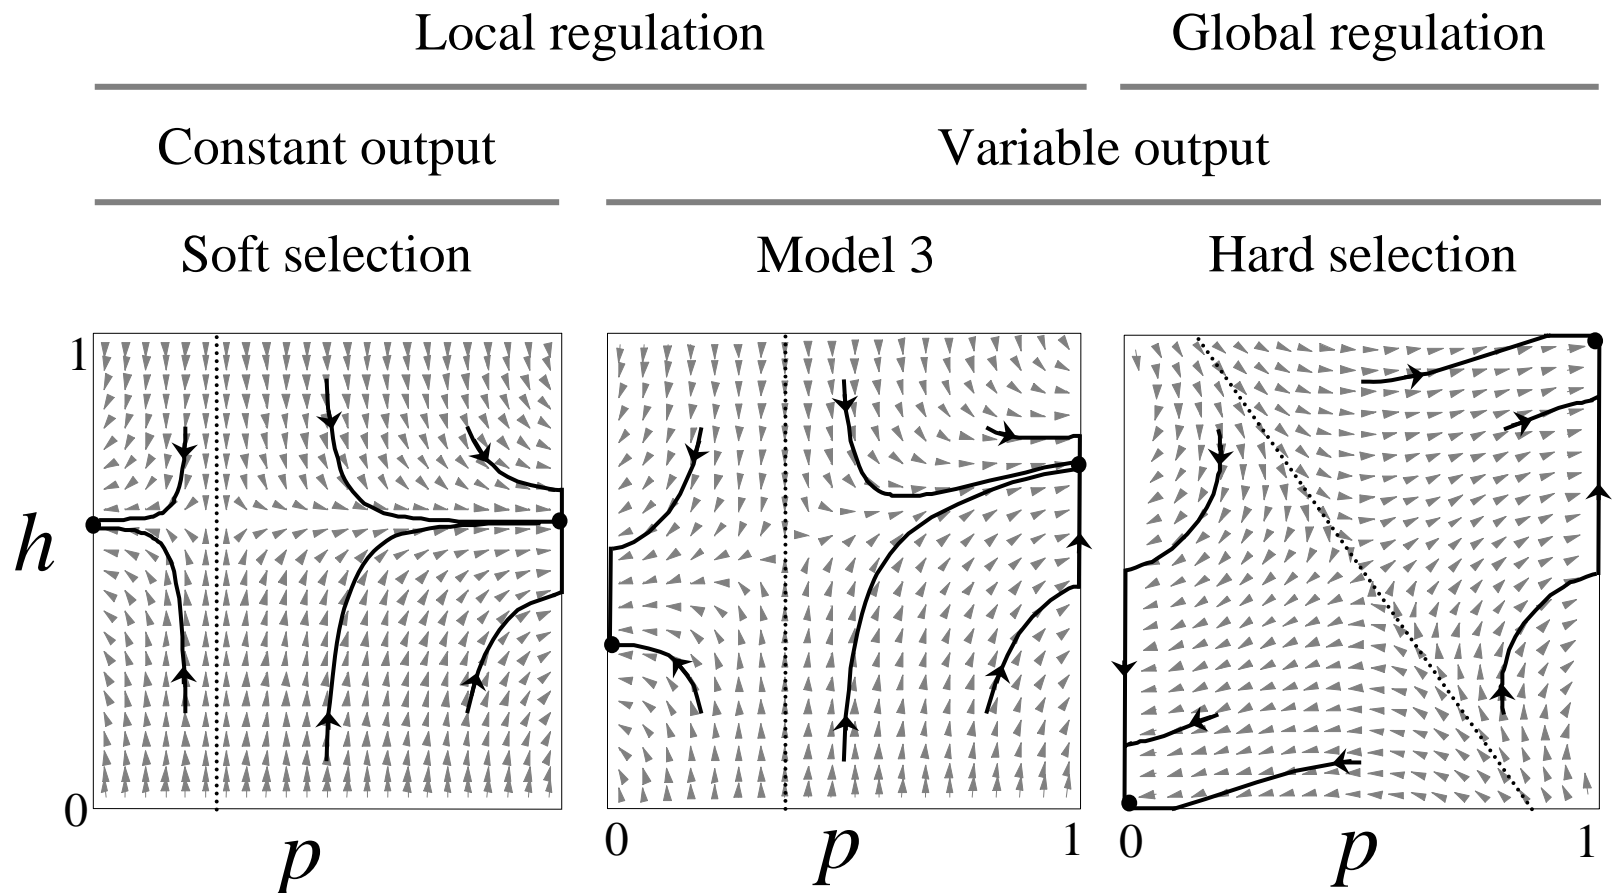 Local regulation Global regulation
Constant output Variable output
Soft selection Model 3 Hard selection
1
h
0
0 1 0 1
p p p